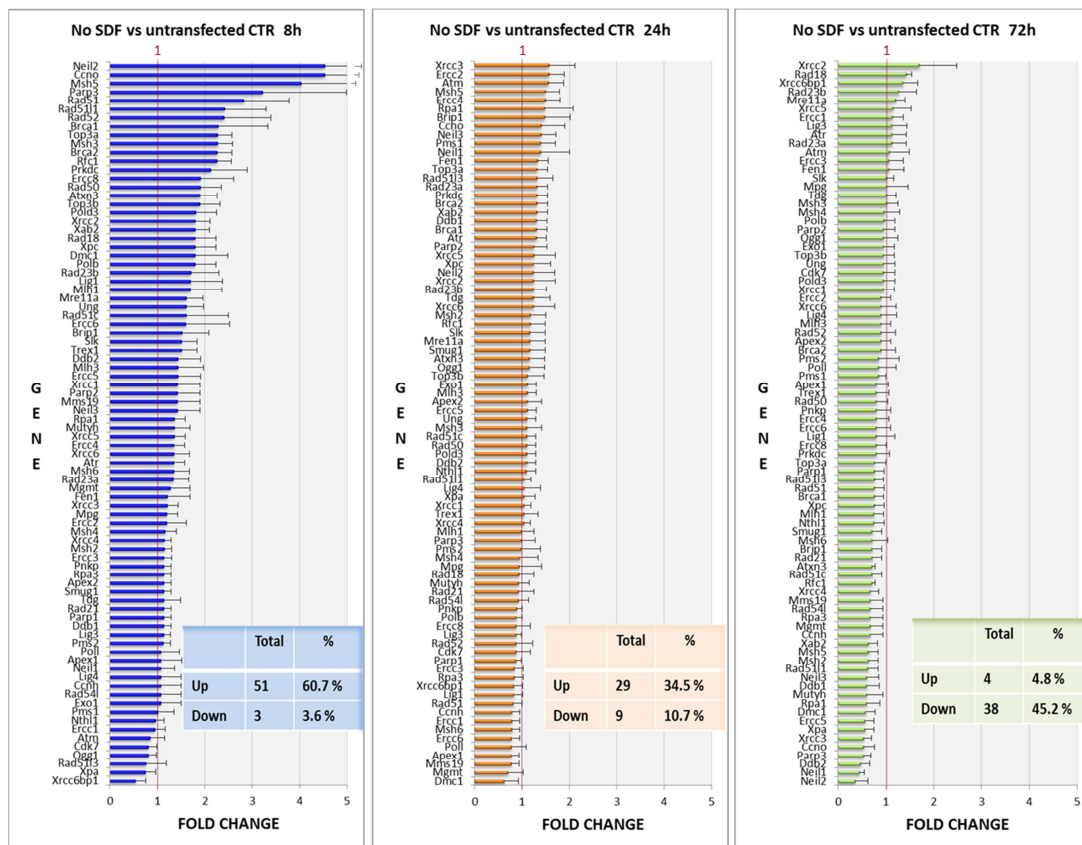 No SDF vs untransfected CTR 8h
1
Neil2
Ccno
Msh5
Parp3
Rad51
Rad51l1
Rad52
Brca1
Top3a
Msh3
Brca2
Rfc1
Prkdc
Ercc8
Rad50
Atxn3
Top3b
Pold3
Xrcc2
Xab2
Rad18
Xpc
Dmc1
Polb
Rad23b
Lig1
Mlh1
Mre11a
Ung
Rad51c
Ercc6
Brip1
Slk
Trex1
Ddb2
Mlh3
Ercc5
Xrcc1
Parp2
Mms19
Neil3
Rpa1
Mutyh
Xrcc5
Ercc4
Xrcc6
Atr
Msh6
Rad23a
Mgmt
Fen1
Xrcc3
Mpg
Ercc2
Msh4
Xrcc4
Msh2
Ercc3
Pnkp
Rpa3
Apex2
Smug1
Tdg
Rad21
Parp1
Ddb1
Lig3
Pms2
Poll
Apex1
Neil1
Lig4
Ccnh
Rad54l
Exo1
Pms1
Nthl1
Ercc1
Atm
Cdk7
Ogg1
Rad51l3
Xpa
Xrcc6bp1
G
E
N
E
Total %
Up 51 60.7 %
Down 3 3.6 %
0 1 2 3 4 5
FOLD CHANGE
No SDF vs untransfected CTR 24h
1
Xrcc3
Ercc2
Atm
Msh5
Ercc4
Rpa1
Brip1
Ccno
Neil3
Pms1
Neil1
Fen1
Top3a
Rad51l3
Rad23a
Prkdc
Brca2
Xab2
Ddb1
Brca1
Atr
Parp2
Xrcc5
Xpc
Neil2
Xrcc2
Rad23b
Tdg
Xrcc6
Msh2
Rfc1
Slk
Mre11a
Smug1
Atxn3
Ogg1
Top3b
Exo1
Mlh3
Apex2
Ercc5
Ung
Msh3
Rad51c
Rad50
Pold3
Ddb2
Nthl1
Rad51l1
Lig4
Xpa
Xrcc1
Trex1
Xrcc4
Mlh1
Parp3
Pms2
Msh4
Mpg
Rad18
Mutyh
Rad21
Rad54l
Pnkp
Polb
Ercc8
Lig3
Rad52
Cdk7
Parp1
Ercc3
Rpa3
Xrcc6bp1
Lig1
Rad51
Ccnh
Ercc1
Msh6
Ercc6
Poll
Apex1
Mms19
Mgmt
Dmc1
G
E
N
E
Total %
Up 29 34.5 %
Down 9 10.7 %
0 1 2 3 4 5
FOLD CHANGE
No SDF vs untransfected CTR 72h
1
Xrcc2
Rad18
Xrcc6bp1
Rad23b
Mre11a
Xrcc5
Ercc1
Lig3
Atr
Rad23a
Atm
Ercc3
Fen1
Slk
Mpg
Tdg
Msh3
Msh4
Polb
Parp2
Ogg1
Exo1
Top3b
Ung
Cdk7
Pold3
Xrcc1
Ercc2
Xrcc6
Lig4
Mlh3
Rad52
Apex2
Brca2
Pms2
Poll
Pms1
Apex1
Trex1
Rad50
Pnkp
Ercc4
Ercc6
Lig1
Ercc8
Prkdc
Top3a
Parp1
Rad51l3
Rad51
Brca1
Xpc
Mlh1
Nthl1
Smug1
Msh6
Brip1
Rad21
Atxn3
Rad51c
Rfc1
Xrcc4
Mms19
Rad54l
Rpa3
Mgmt
Ccnh
Xab2
Msh5
Msh2
Rad51l1
Neil3
Ddb1
Mutyh
Rpa1
Dmc1
Ercc5
Xpa
Xrcc3
Ccno
Parp3
Ddb2
Neil1
Neil2
G
E
N
E
Total %
Up 4 4.8 %
Down 38 45.2 %
0 1 2 3 4 5
FOLD CHANGE